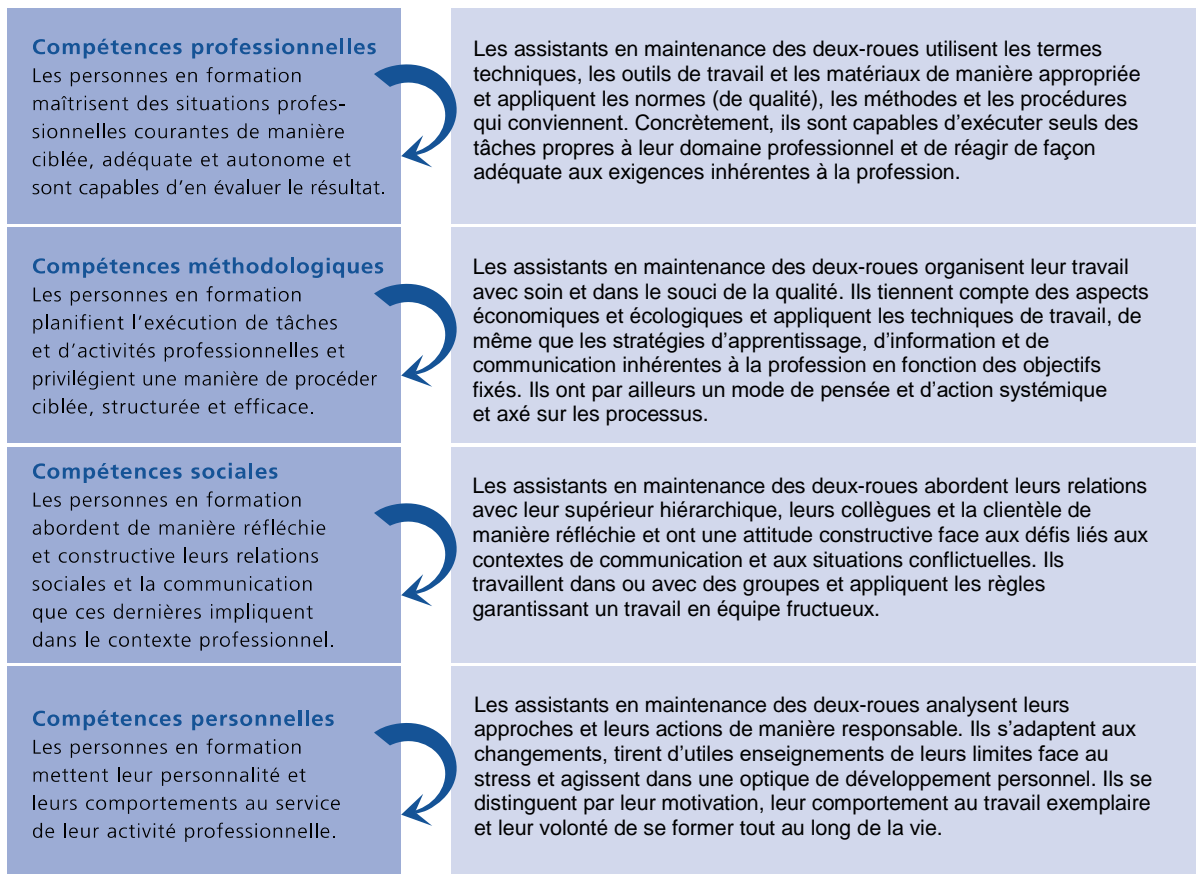 Compétences professionnelles
Les personnes en formation
maîtrisent des situations profes-
sionnelles courantes de manière
ciblée, adéquate et autonome et
sont capables d'en évaluer le résultat.
Les assistants en maintenance des deux-roues utilisent les termes
techniques, les outils de travail et les matériaux de manière appropriée
et appliquent les normes (de qualité), les méthodes et les procédures
qui conviennent. Concrètement, ils sont capables d'exécuter seuls des
tâches propres à leur domaine professionnel et de réagir de façon
adéquate aux exigences inhérentes à la profession.
Compétences méthodologiques
Les personnes en formation
planifient l'exécution de tâches
et d'activités professionnelles et
privilégient une manière de procéder
ciblée, structurée et efficace.
Les assistants en maintenance des deux-roues organisent leur travail
avec soin et dans le souci de la qualité. Ils tiennent compte des aspects
économiques et écologiques et appliquent les techniques de travail, de
même que les stratégies d'apprentissage, d'information et de
communication inhérentes à la profession en fonction des objectifs
fixés. Ils ont par ailleurs un mode de pensée et d'action systémique
et axé sur les processus.
Compétences sociales
Les personnes en formation
abordent de manière réfléchie
et constructive leurs relations
sociales et la communication
que ces dernières impliquent
dans le contexte professionnel.
Les assistants en maintenance des deux-roues abordent leurs relations
avec leur supérieur hiérarchique, leurs collègues et la clientèle de
manière réfléchie et ont une attitude constructive face aux défis liés aux
contextes de communication et aux situations conflictuelles. Ils
travaillent dans ou avec des groupes et appliquent les règles
garantissant un travail en équipe fructueux.
Compétences personnelles
Les personnes en formation
mettent leur personnalité et
leurs comportements au service
de leur activité professionnelle.
Les assistants en maintenance des deux-roues analysent leurs
approches et leurs actions de manière responsable. Ils s'adaptent aux
changements, tirent d'utiles enseignements de leurs limites face au
stress et agissent dans une optique de développement personnel. Ils se
distinguent par leur motivation, leur comportement au travail exemplaire
et leur volonté de se former tout au long de la vie.